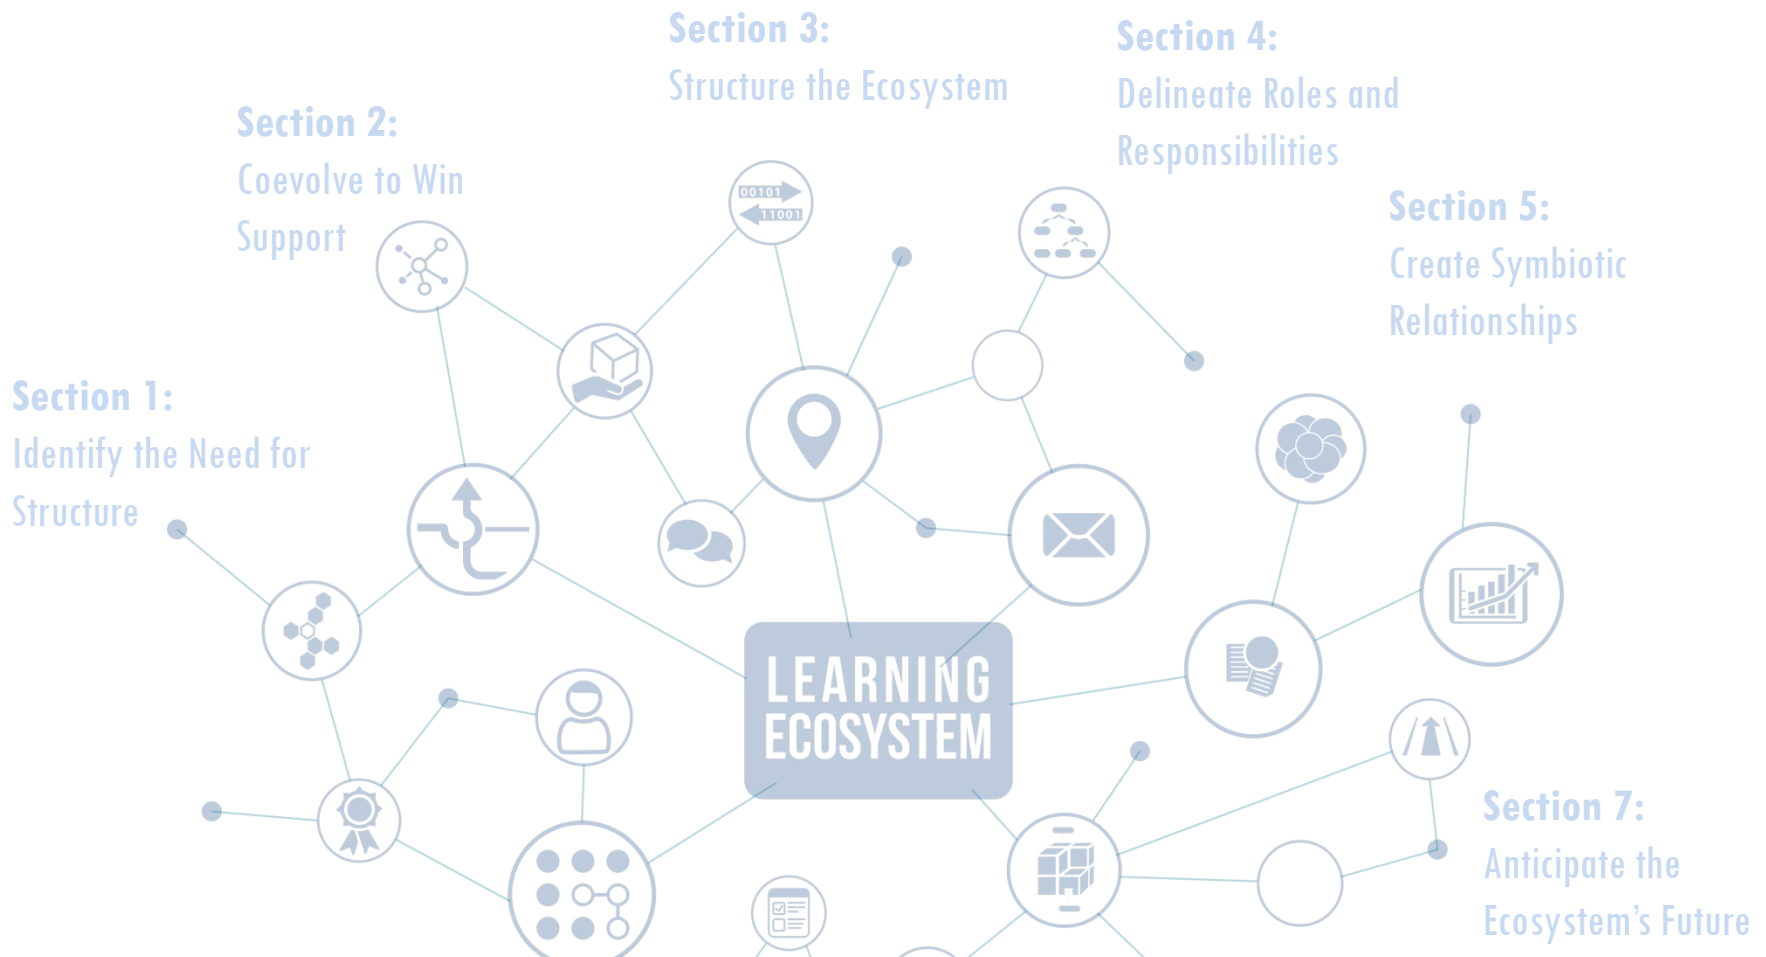 Section 1:
Identify the Need for
Structure
Section 2:
Coevolve to Win
Support
Section 3:
Structure the Ecosystem
Section 4:
Delineate Roles and
Responsibilities
Section 5:
Create Symbiotic
Relationships
00101
11001
LEARNING
ECOSYSTEM
Section 7:
Anticipate the
Ecosystem’s Future